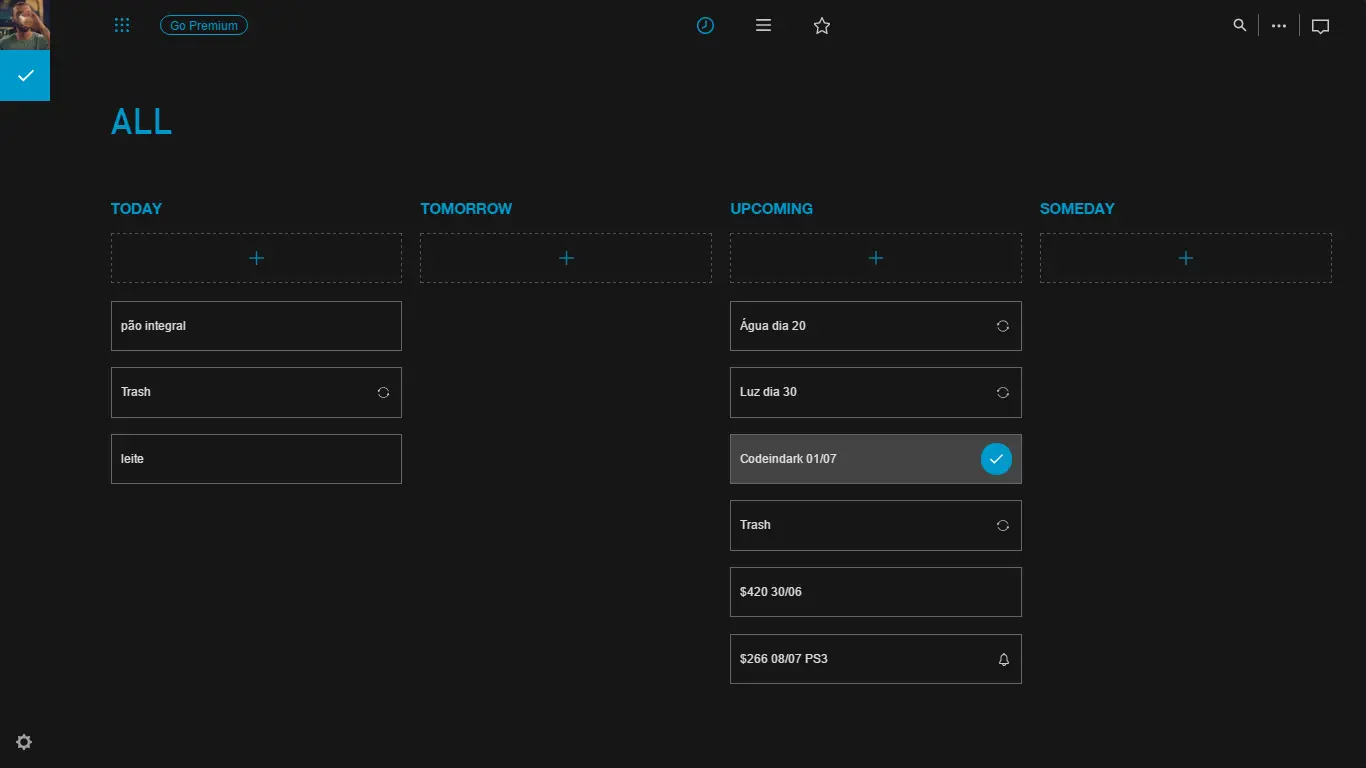 Go Premium
ALL
TODAY
pão integral
Trash
leite
TOMORROW
UPCOMING
Água dia 20
Luz dia 30
Codeindark 01/07
Trash
$420 30/06
$266 08/07 PS3
SOMEDAY